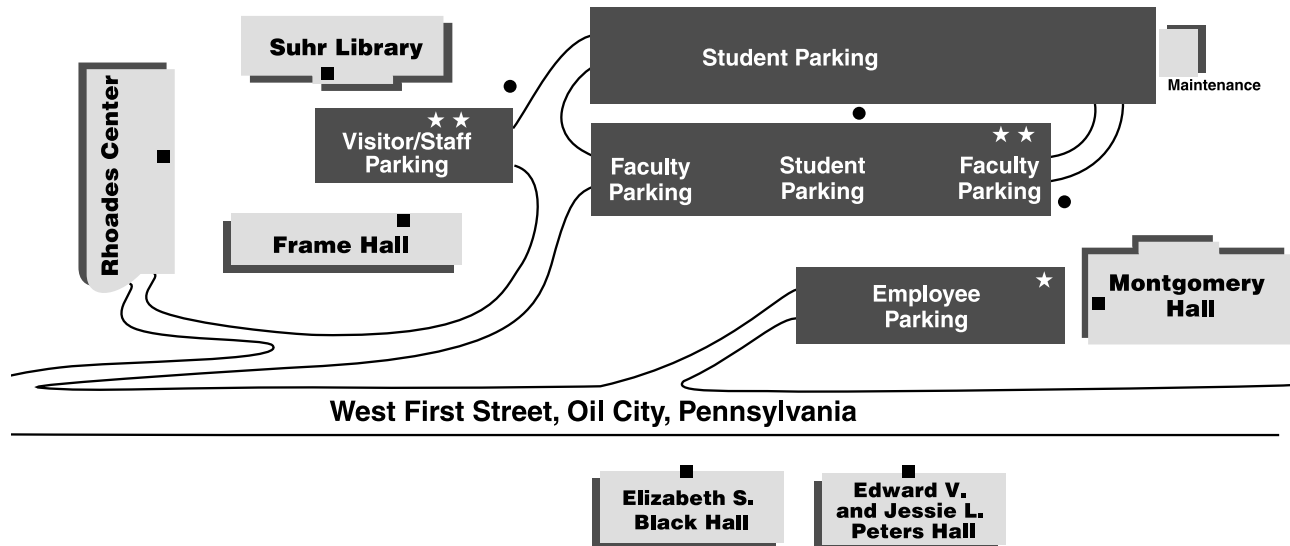 Suhr Library
Student Parking
Maintenance
Rhoades Center
Visitor/Staff
Parking
Faculty
Parking
Student
Parking
Faculty
Parking
Frame Hall
Employee
Parking
Montgomery
Hall
West First Street, Oil City, Pennsylvania
Elizabeth S.
Black Hall
Edward V.
and Jessie L.
Peters Hall